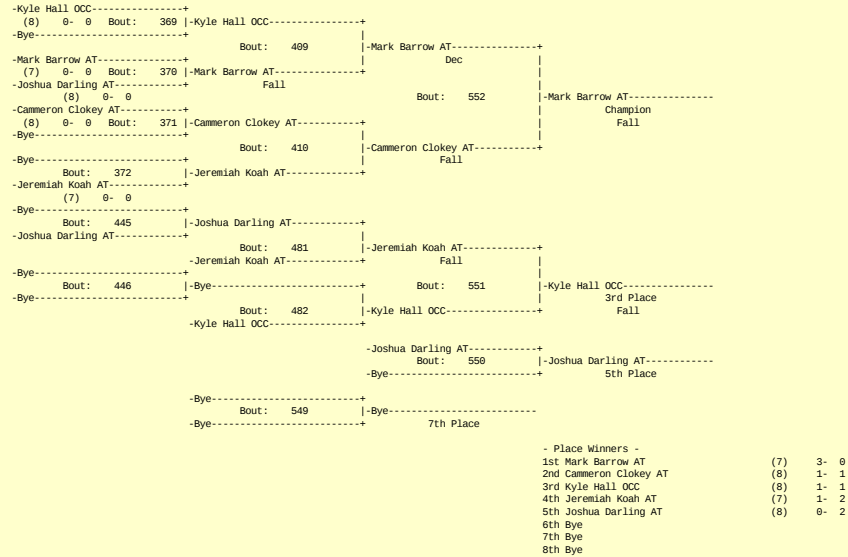 -Kyle Hall OCC---------------+
(8) 0- 0 Bout: 369 |-Kyle Hall OCC---------------+
-Bye-------------------------+ |
Bout: 409 |-Mark Barrow AT--------------+
-Mark Barrow AT--------------+ | Dec |
(7) 0- 0 Bout: 370 |-Mark Barrow AT--------------+ |
-Joshua Darling AT-----------+ Fall |
(8) 0- 0 Bout: 552 |-Mark Barrow AT--------------
-Cammeron Clokey AT----------+ | Champion
(8) 0- 0 Bout: 371 |-Cammeron Clokey AT----------+ | Fall
-Bye-------------------------+ | |
Bout: 410 |-Cammeron Clokey AT----------+
-Bye-------------------------+ | Fall
Bout: 372 |-Jeremiah Koah AT------------+
-Jeremiah Koah AT------------+
(7) 0- 0
-Bye-------------------------+
Bout: 445 |-Joshua Darling AT-----------+
-Joshua Darling AT-----------+ |
Bout: 481 |-Jeremiah Koah AT------------+
-Jeremiah Koah AT------------+ Fall |
-Bye-------------------------+ |
Bout: 446 |-Bye-------------------------+ Bout: 551 |-Kyle Hall OCC---------------
-Bye-------------------------+ | | 3rd Place
Bout: 482 |-Kyle Hall OCC---------------+ Fall
-Kyle Hall OCC---------------+
-Joshua Darling AT-----------+
Bout: 550 |-Joshua Darling AT-----------
-Bye-------------------------+ 5th Place
-Bye-------------------------+
Bout: 549 |-Bye-------------------------
-Bye-------------------------+ 7th Place
- Place Winners -
1st Mark Barrow AT (7) 3- 0
2nd Cammeron Clokey AT (8) 1- 1
3rd Kyle Hall OCC (8) 1- 1
4th Jeremiah Koah AT (7) 1- 2
5th Joshua Darling AT (8) 0- 2
6th Bye
7th Bye
8th Bye